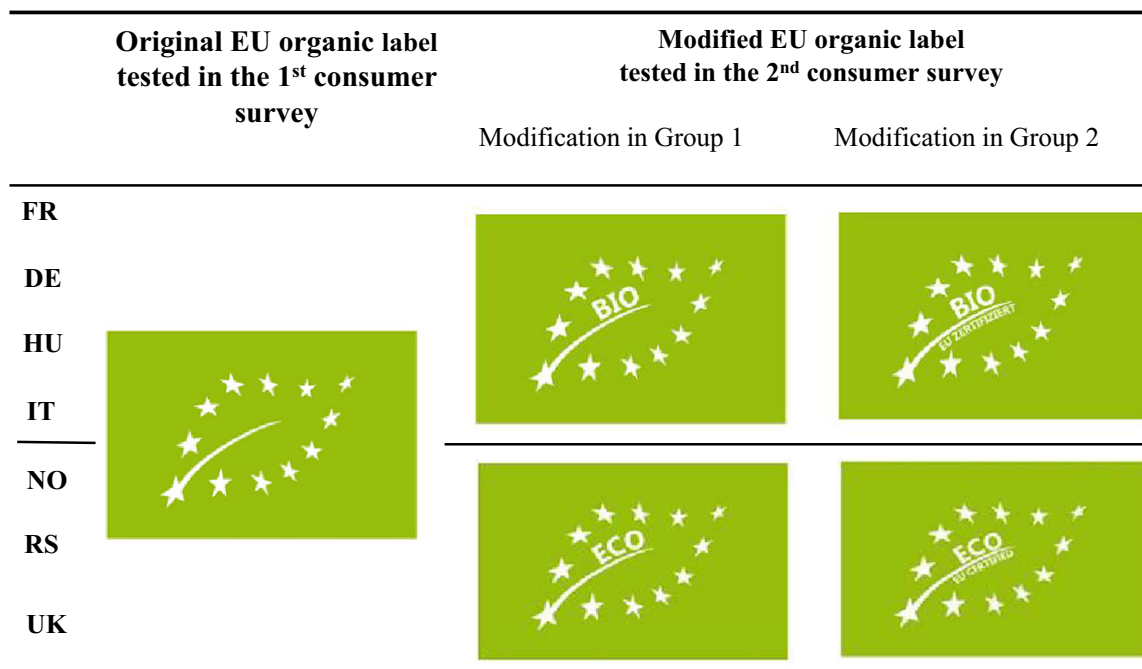 Original EU organic label
tested in the 1st consumer
survey
Modified EU organic label
tested in the 2nd consumer survey
Modification in Group 1
Modification in Group 2
FR
DE
HU
IT
NO
RS
UK
BIO
BIO
EU ZERTIFIZIERT
ECO
ECO
EU CERTIFIED